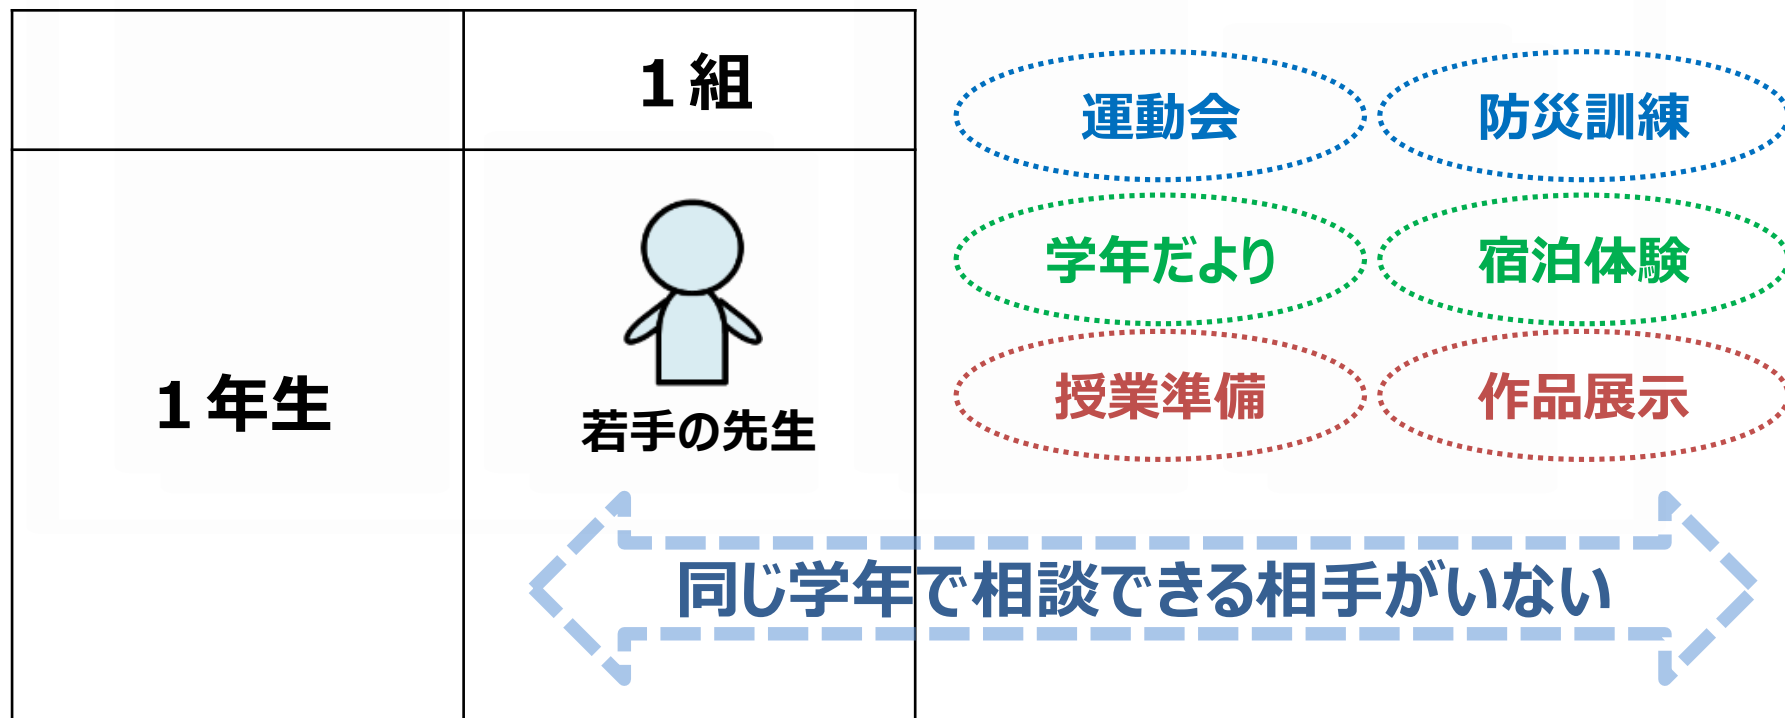 1組
運動会
防災訓練
学年だより
宿泊体験
授業準備
作品展示
1年生
若手の先生
同じ学年で相談できる相手がいない